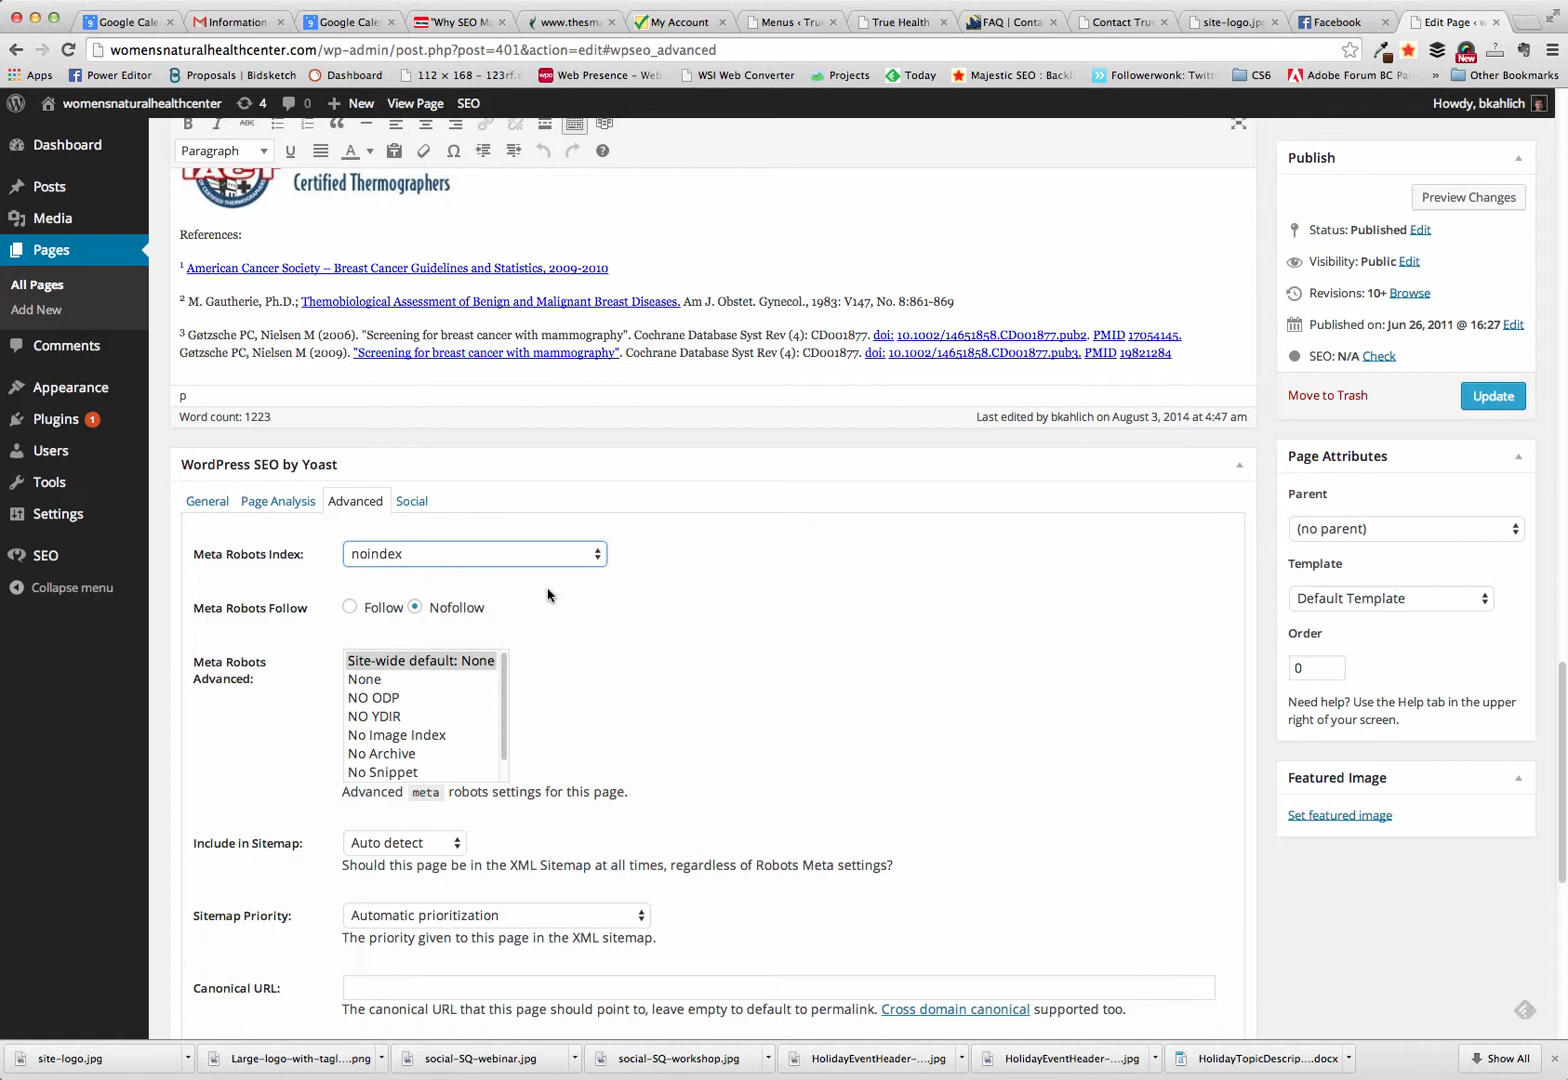 Google Cale
Information
Google Cale
"Why SEO Ma
www.thesma
My Account
Menus ‹ Tru
True Health
FAQ | Conta
Contact Tru
site-logo.jp
Facebook
Edit Page ‹ w
womensnaturalhealthcenter.com/wp-admin/post.php?post=401&action=edit#wpseo_advanced
New
Apps Power Editor Proposals | Bidsketch Dashboard 112 × 168 – 123rf.c wpo Web Presence – Web WSI Web Converter Projects Today Majestic SEO : Backl Followerwonk: Twitt CS6 Adobe Forum BC Pa » Other Bookmarks
womensnaturalhealthcenter 4 0 + New View Page SEO Howdy, bkahlich
Dashboard
Posts
Media
Pages
All Pages
Add New
Comments
Appearance
Plugins 1
Users
Tools
Settings
SEO
Collapse menu
B I ABC
Paragraph U A Ω
Certified Thermographers
References:
1 American Cancer Society – Breast Cancer Guidelines and Statistics, 2009-2010
2 M. Gautherie, Ph.D.; Themobiological Assessment of Benign and Malignant Breast Diseases. Am J. Obstet. Gynecol., 1983: V147, No. 8:861-869
3 Gøtzsche PC, Nielsen M (2006). "Screening for breast cancer with mammography". Cochrane Database Syst Rev (4): CD001877. doi: 10.1002/14651858.CD001877.pub2. PMID 17054145.
Gøtzsche PC, Nielsen M (2009). "Screening for breast cancer with mammography". Cochrane Database Syst Rev (4): CD001877. doi: 10.1002/14651858.CD001877.pub3. PMID 19821284
p
Word count: 1223 Last edited by bkahlich on August 3, 2014 at 4:47 am
WordPress SEO by Yoast
General Page Analysis Advanced Social
Meta Robots Index: noindex
Meta Robots Follow Follow Nofollow
Meta Robots
Advanced:
Site-wide default: None
None
NO ODP
NO YDIR
No Image Index
No Archive
No Snippet
Advanced meta robots settings for this page.
Include in Sitemap: Auto detect
Should this page be in the XML Sitemap at all times, regardless of Robots Meta settings?
Sitemap Priority: Automatic prioritization
The priority given to this page in the XML sitemap.
Canonical URL:
The canonical URL that this page should point to, leave empty to default to permalink. Cross domain canonical supported too.
Publish
Preview Changes
Status: Published Edit
Visibility: Public Edit
Revisions: 10+ Browse
Published on: Jun 26, 2011 @ 16:27 Edit
SEO: N/A Check
Move to Trash Update
Page Attributes
Parent
(no parent)
Template
Default Template
Order
0
Need help? Use the Help tab in the upper
right of your screen.
Featured Image
Set featured image
site-logo.jpg Large-logo-with-tagl....png social-SQ-webinar.jpg social-SQ-workshop.jpg HolidayEventHeader-....jpg HolidayEventHeader-....jpg HolidayTopicDescrip....docx Show All